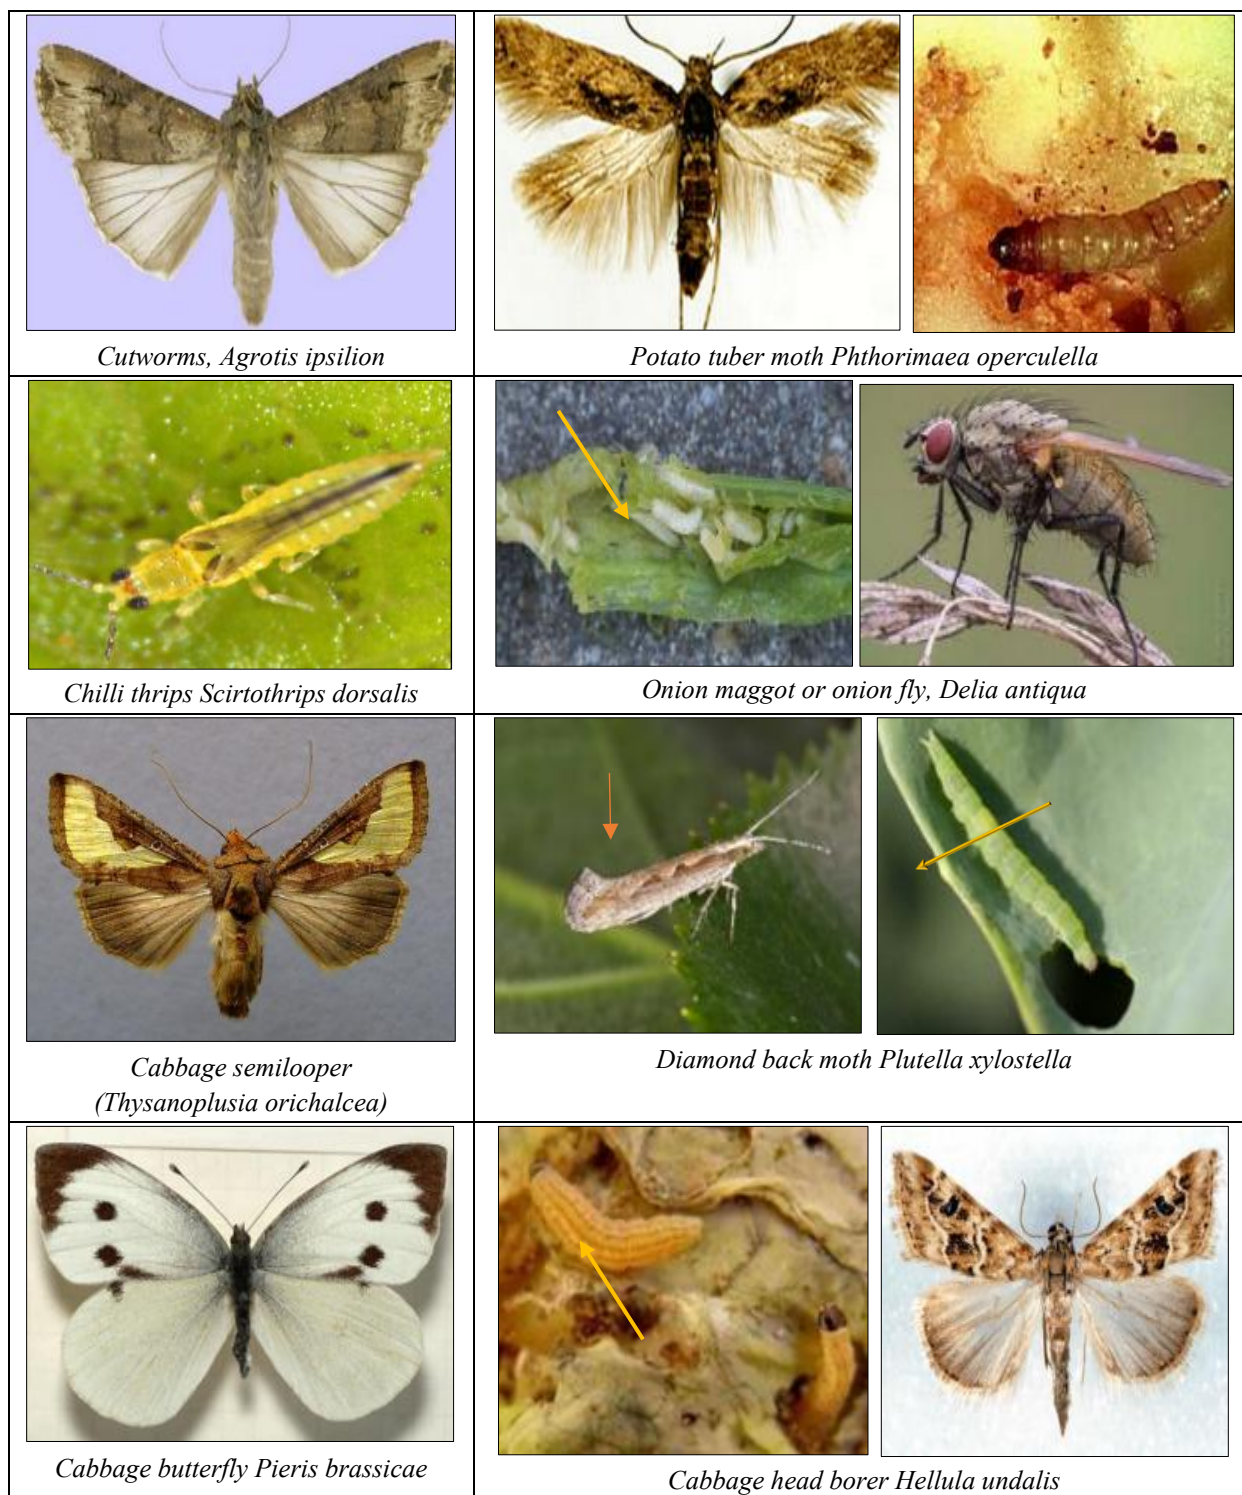 Cutworms, Agrotis ipsilion
Potato tuber moth Phthorimaea operculella
Chilli thrips Scirtothrips dorsalis
Onion maggot or onion fly, Delia antiqua
Cabbage semilooper
(Thysanoplusia orichalcea)
Diamond back moth Plutella xylostella
Cabbage butterfly Pieris brassicae
Cabbage head borer Hellula undalis